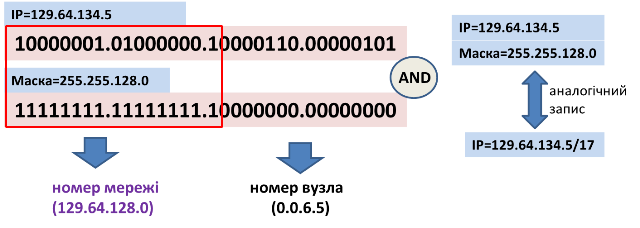 IP=129.64.134.5
10000001.01000000.10000110.00000101
Маска=255.255.128.0
11111111.11111111.10000000.00000000
AND
номер мережі
(129.64.128.0)
номер вузла
(0.0.6.5)
IP=129.64.134.5
Маска=255.255.128.0
аналогічний
запис
IP=129.64.134.5/17